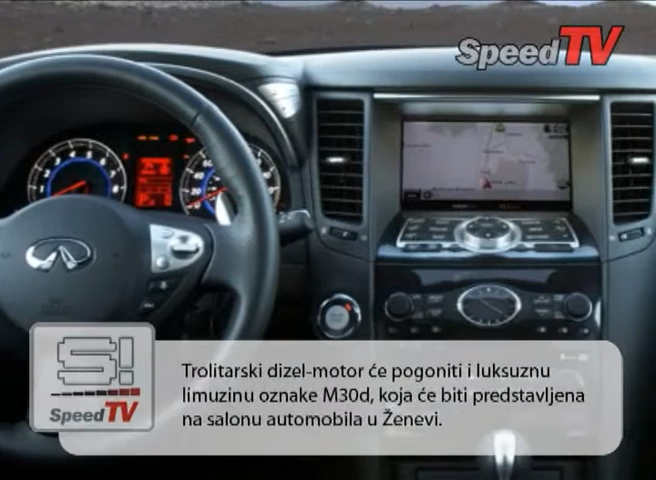 SpeedTV
S!
SpeedTV
Trolitarski dizel-motor će pogoniti i luksuznu
limuzinu oznake M30d, koja će biti predstavljena
na salonu automobila u Ženevi.